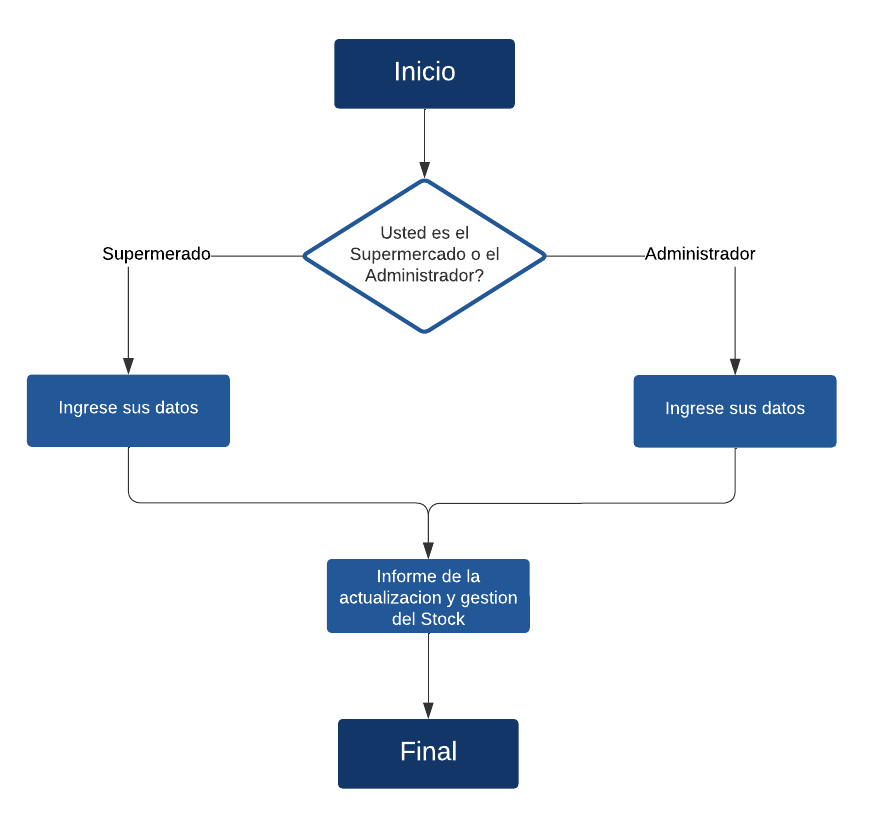 Inicio
Usted es el
Supermercado o el
Administrador?
Supermerado
Administrador
Ingrese sus datos
Ingrese sus datos
Informe de la
actualizacion y gestion
del Stock
Final